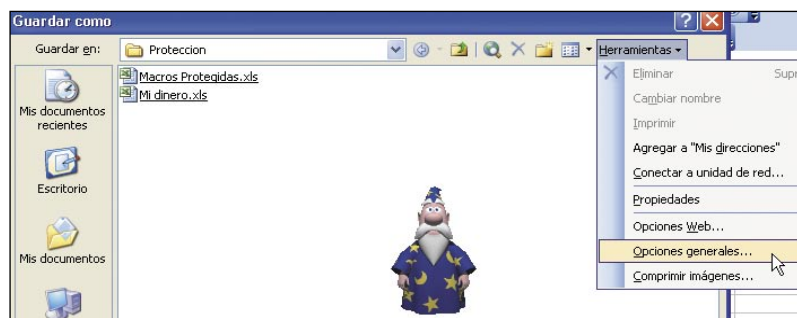 Guardar como
Guardar en:
Proteccion
Herramientas
Macros Protegidas.xls
Mi dinero.xls
Mis documentos
recientes
Escritorio
Mis documentos
Eliminar Supr
Cambiar nombre
Imprimir
Agregar a "Mis direcciones"
Conectar a unidad de red...
Propiedades
Opciones Web...
Opciones generales...
Comprimir imágenes...